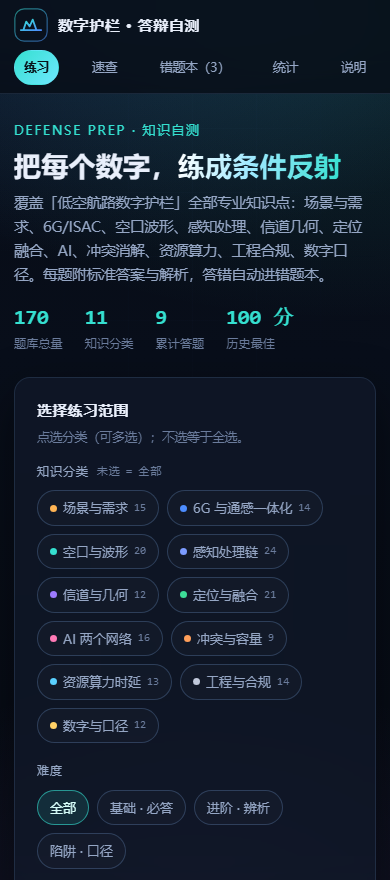 数字护栏 • 答辩自测
练习 速查 错题本（3） 统计 说明
DEFENSE PREP · 知识自测
把每个数字，练成条件反射
覆盖「低空航路数字护栏」全部专业知识点：场景与需
求、6G/ISAC、空口波形、感知处理、信道几何、定位
融合、AI、冲突消解、资源算力、工程合规、数字口
径。每题附标准答案与解析，答错自动进错题本。
170 11 9 100 分
题库总量 知识分类 累计答题 历史最佳
选择练习范围
点选分类（可多选）；不选等于全选。
知识分类 未选 = 全部
场景与需求 15 6G 与通感一体化 14
空口与波形 20 感知处理链 24
信道与几何 12 定位与融合 21
AI 两个网络 16 冲突与容量 9
资源算力时延 13 工程与合规 14
数字与口径 12
难度
全部 基础 · 必答 进阶 · 辨析
陷阱 · 口径